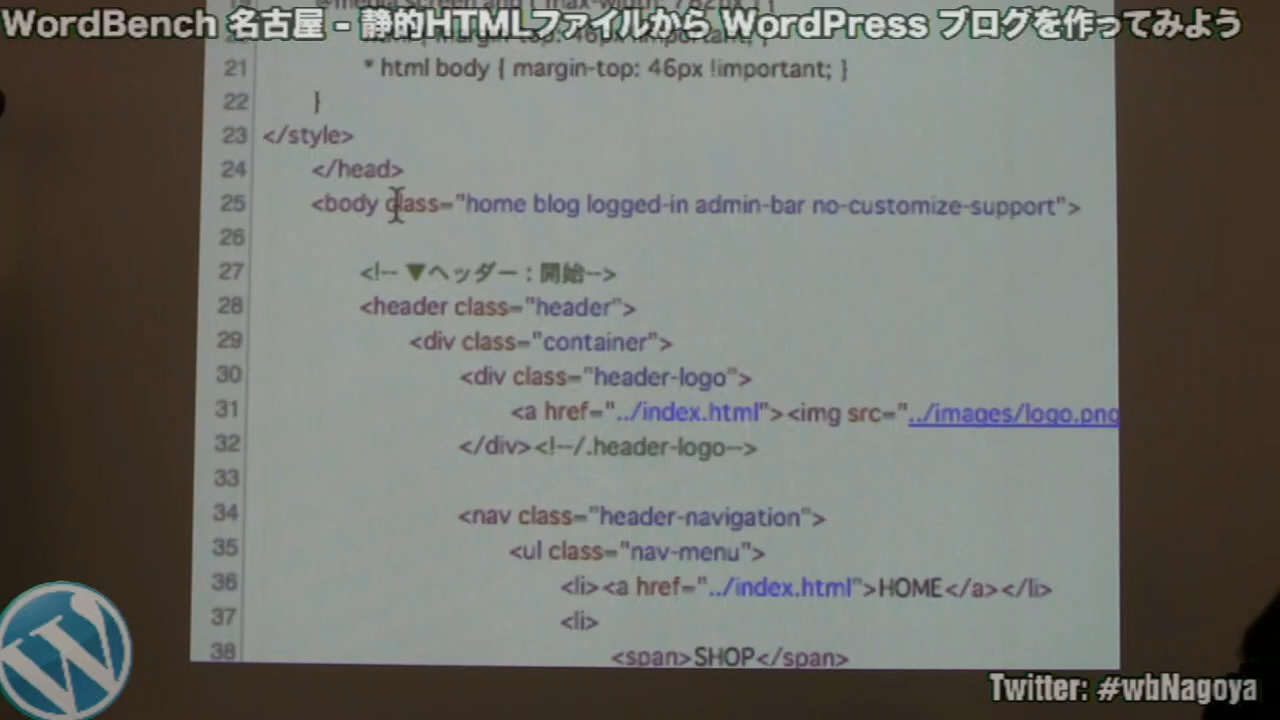 WordBench 名古屋 - 静的HTMLファイルから WordPress ブログを作ってみよう
21 * html body { margin-top: 46px !important; }
22 }
23 </style>
24 </head>
25 <body class="home blog logged-in admin-bar no-customize-support">
26
27 <!-- ▼ヘッダー : 開始-->
28 <header class="header">
29 <div class="container">
30 <div class="header-logo">
31 <a href="../index.html"><img src="../images/logo.png
32 </div><!--/.header-logo-->
33
34 <nav class="header-navigation">
35 <ul class="nav-menu">
36 <li><a href="../index.html">HOME</a></li>
37 <li>
38 <span>SHOP</span>
Twitter: #wbNagoya